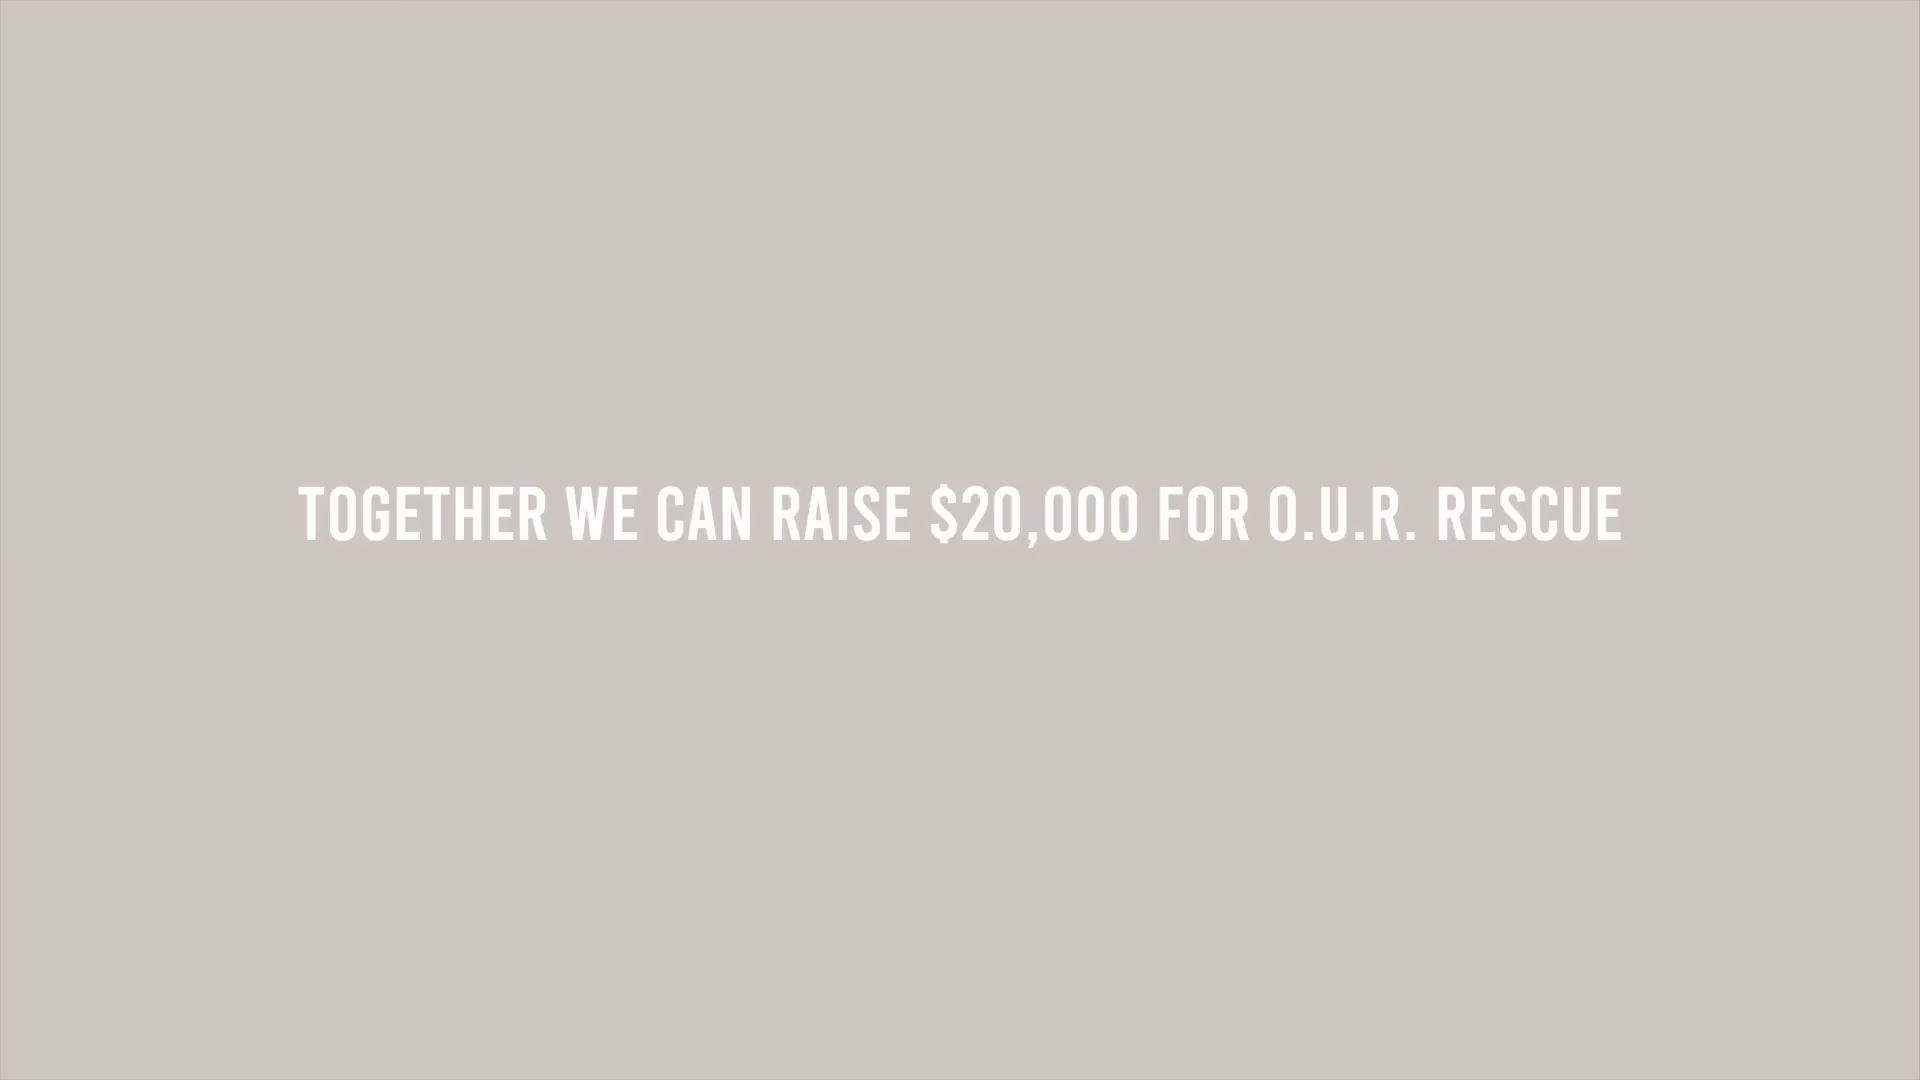 TOGETHER WE CAN RAISE $20,000 FOR O.U.R. RESCUE